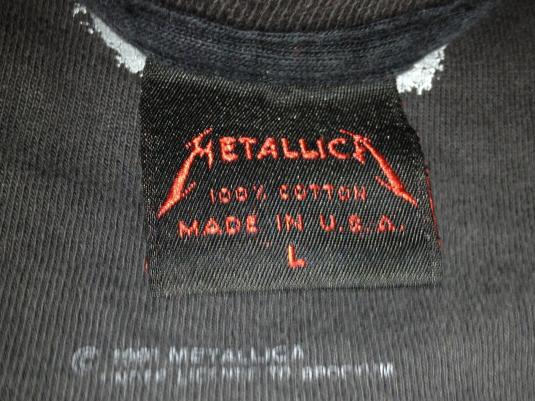 METALLICA
100% COTTON
MADE IN U.S.A.
L
© 1991 METALLICA